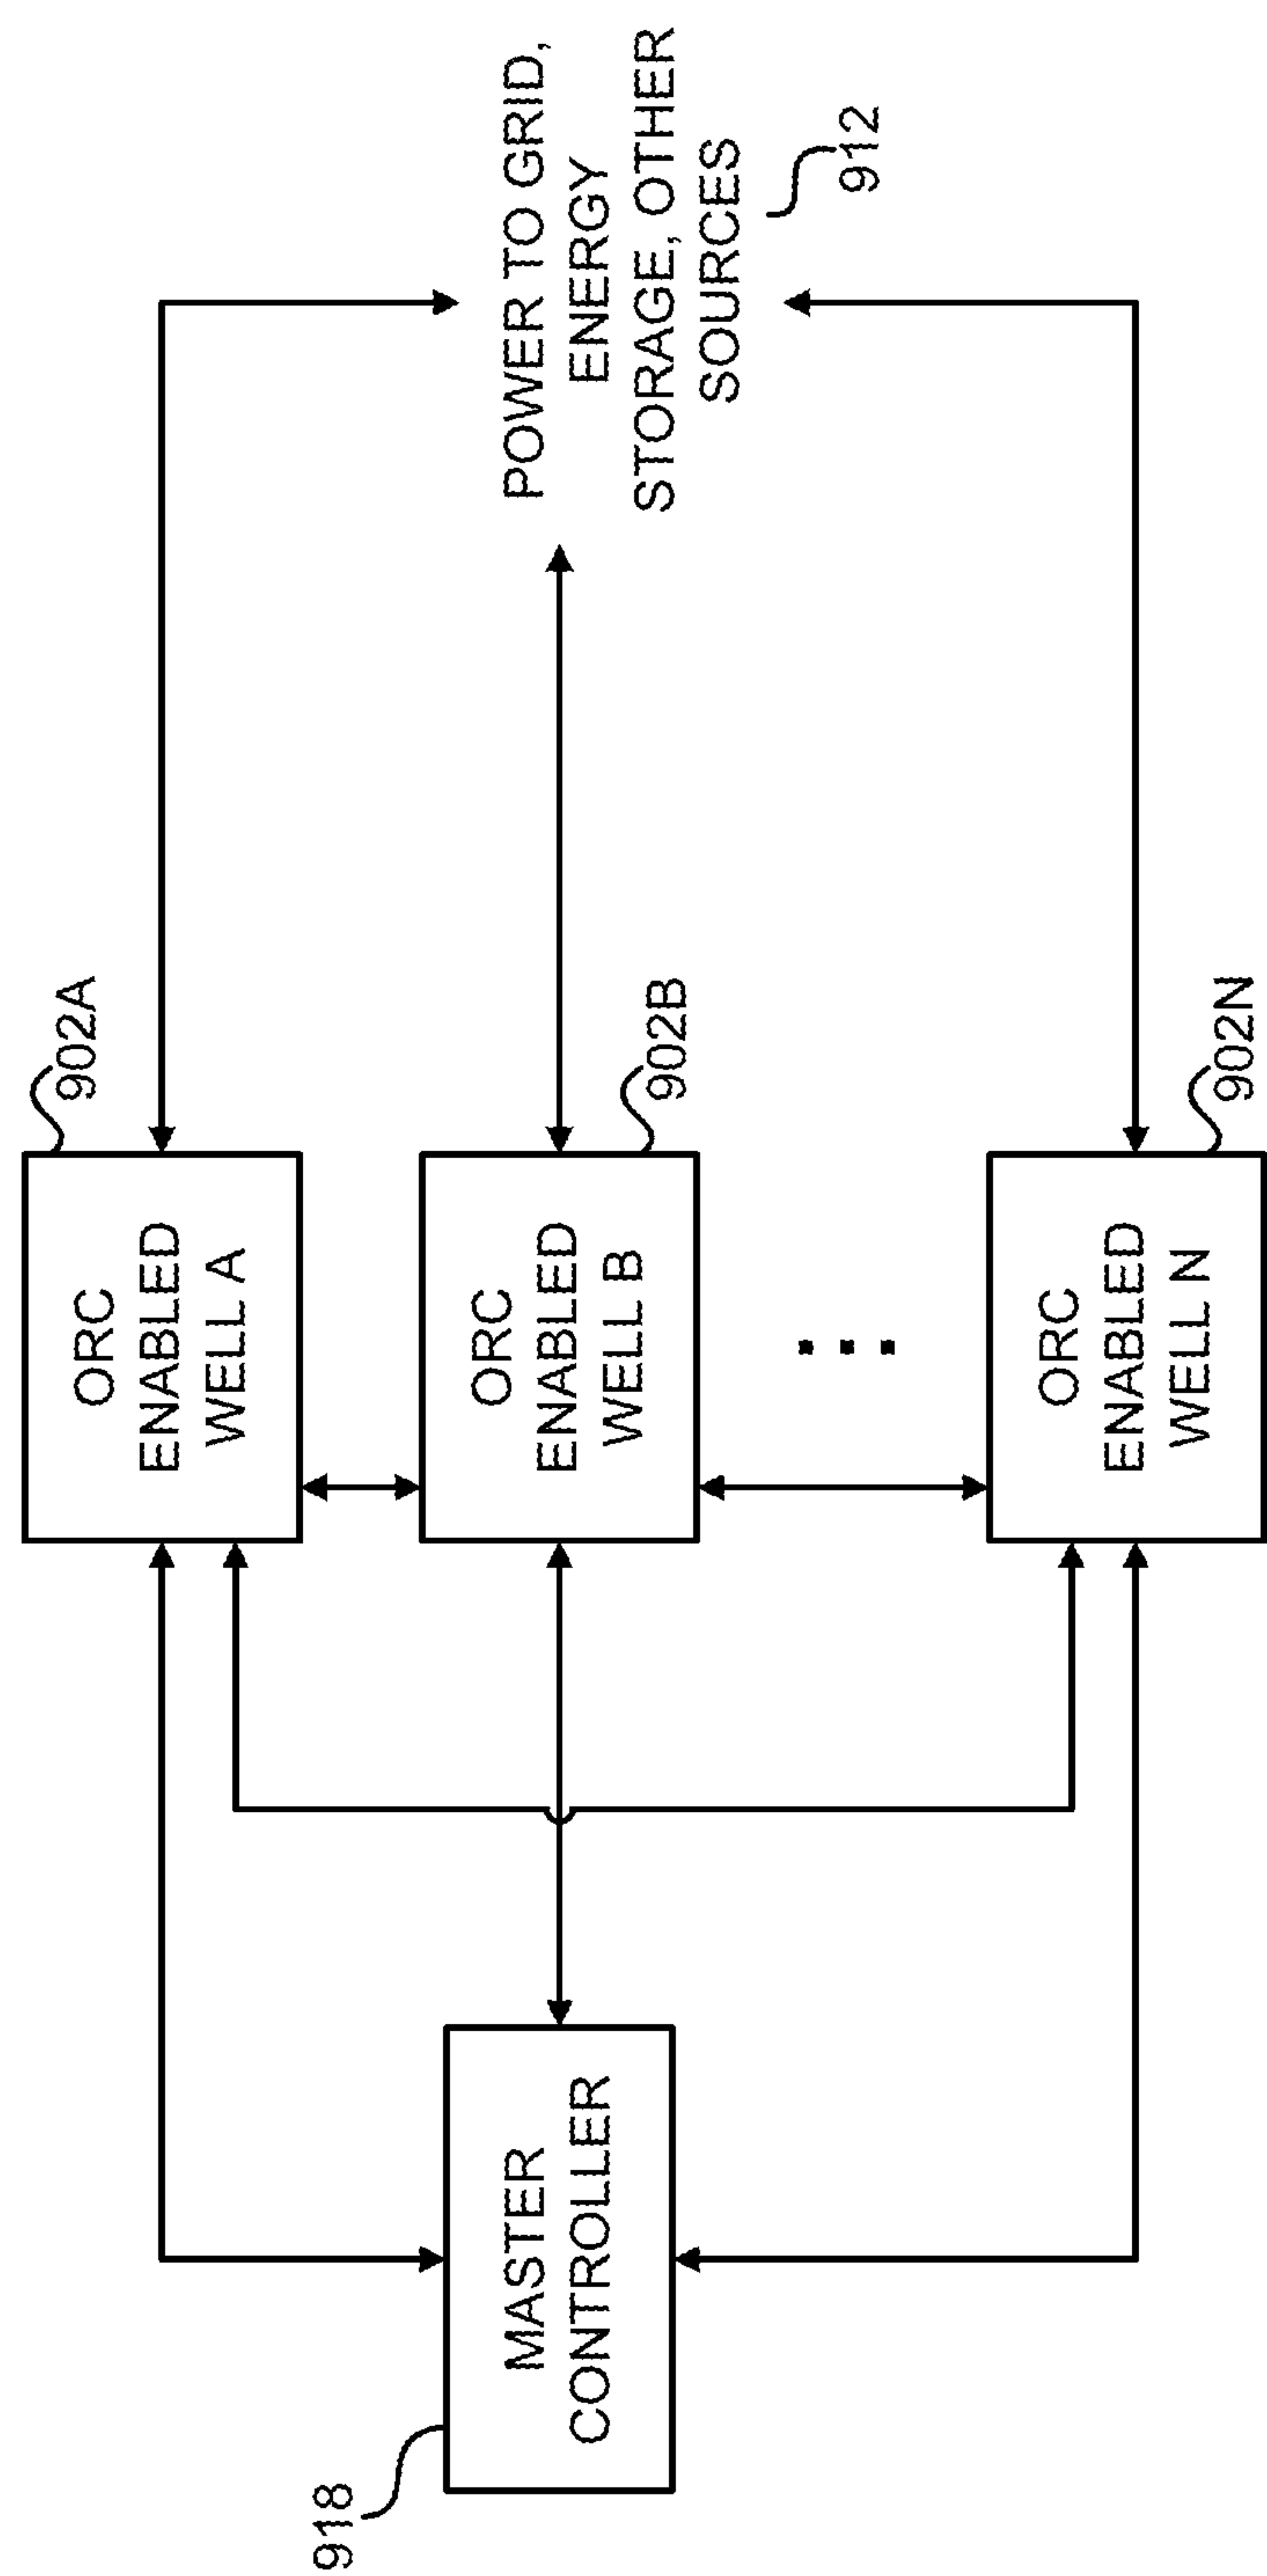 902A
ORC
ENABLED
WELL A
918
MASTER
CONTROLLER
902B
ORC
ENABLED
WELL B
POWER TO GRID,
ENERGY
STORAGE, OTHER
SOURCES
912
902N
ORC
ENABLED
WELL N